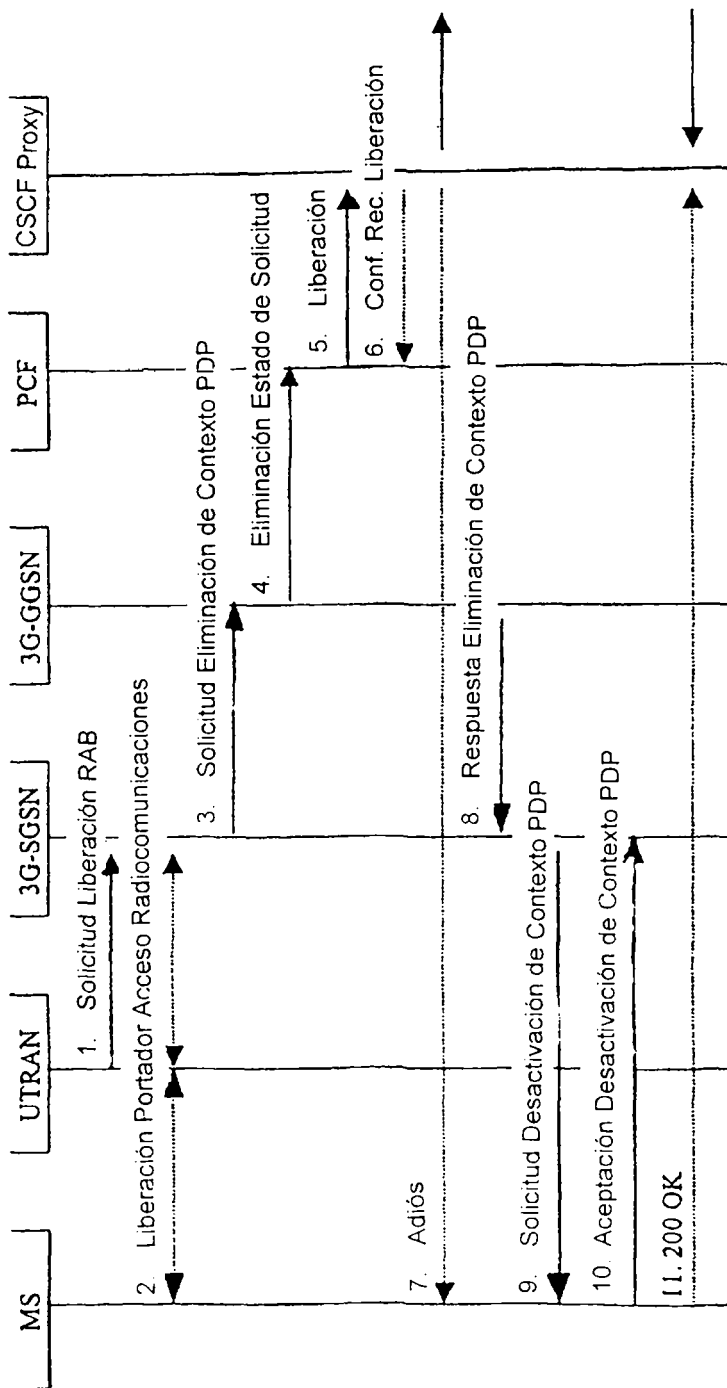 MS
UTRAN
3G-SGSN
3G-GGSN
PCF
CSCF Proxy
1. Solicitud Liberación RAB
2. Liberación Portador Acceso Radiocomunicaciones
3. Solicitud Eliminación de Contexto PDP
4. Eliminación Estado de Solicitud
5. Liberación
6. Conf. Rec. Liberación
7. Adiós
8. Respuesta Eliminación de Contexto PDP
9. Solicitud Desactivación de Contexto PDP
10. Aceptación Desactivación de Contexto PDP
11. 200 OK